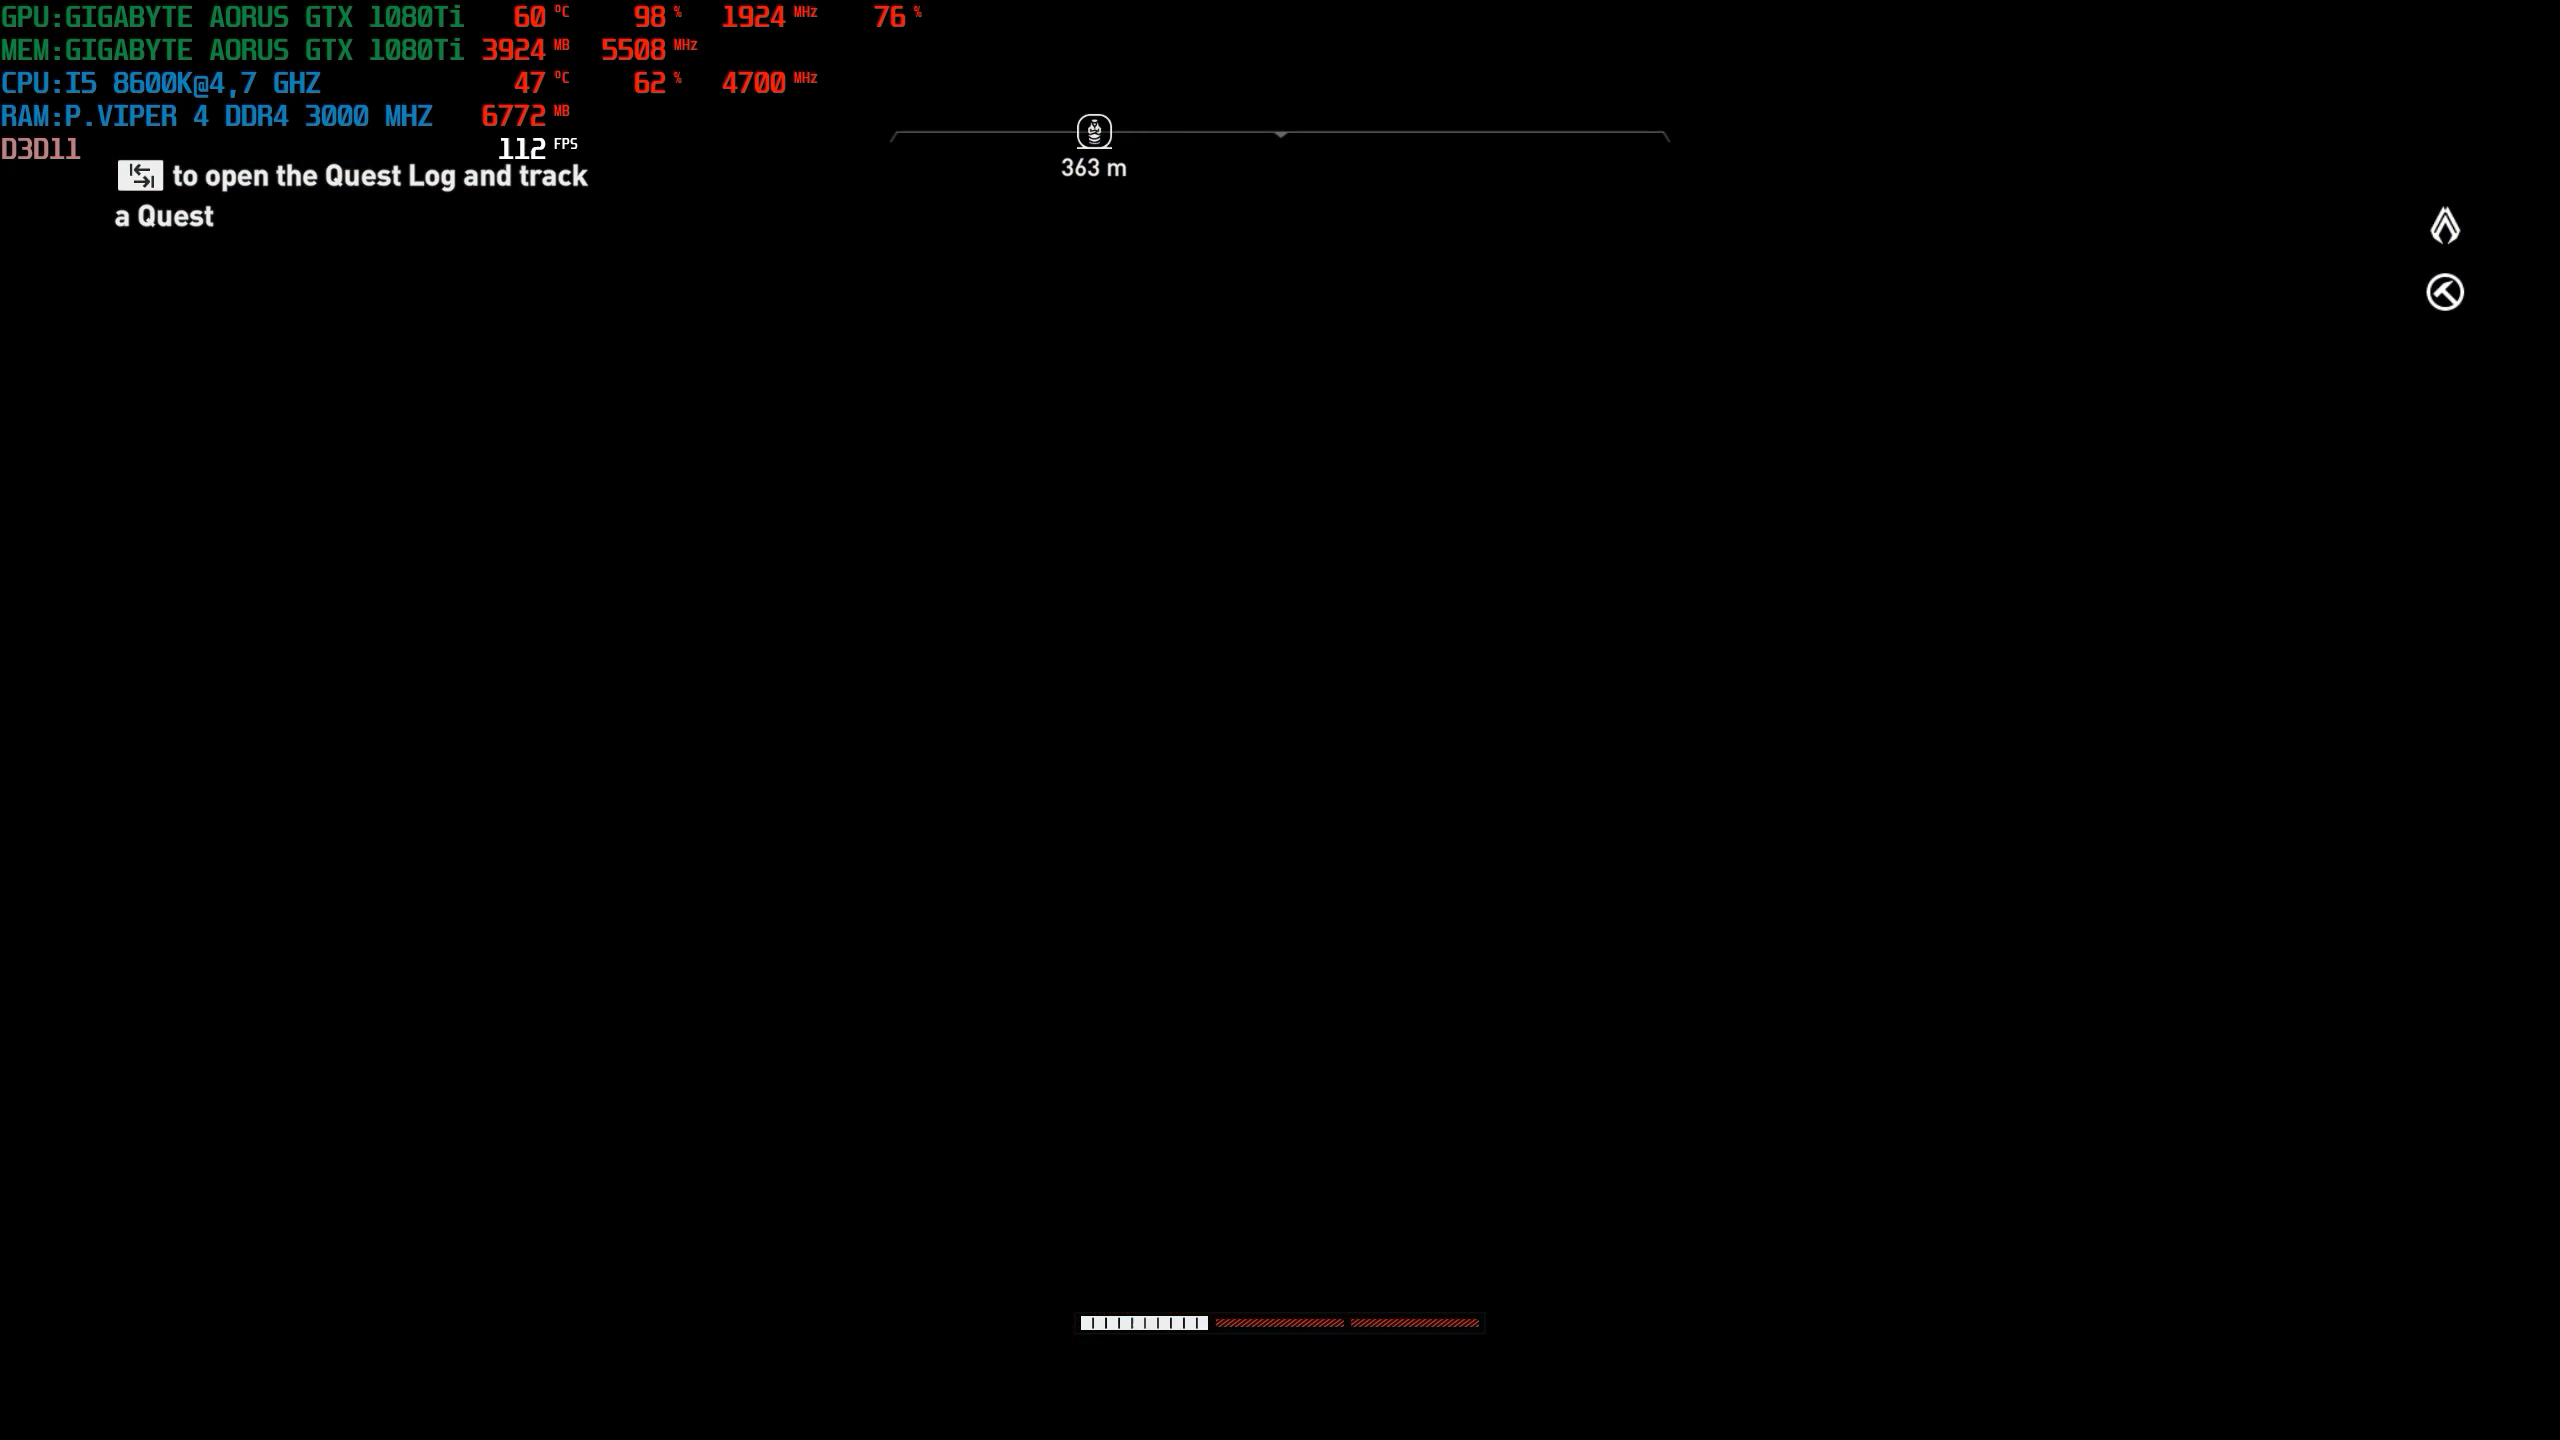 GPU:GIGABYTE AORUS GTX 1080Ti 60 °C 98 % 1924 MHz 76 %
MEM:GIGABYTE AORUS GTX 1080Ti 3924 MB 5508 MHz
CPU:I5 8600K@4,7 GHZ 47 °C 62 % 4700 MHz
RAM:P.VIPER 4 DDR4 3000 MHZ 6772 MB
D3D11 112 FPS
363 m
to open the Quest Log and track
a Quest